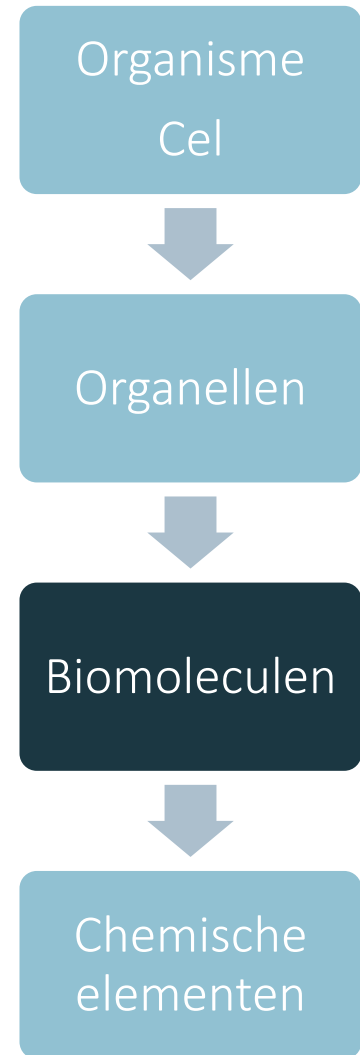 Organisme
Cel
Organellen
Biomoleculen
Chemische
elementen